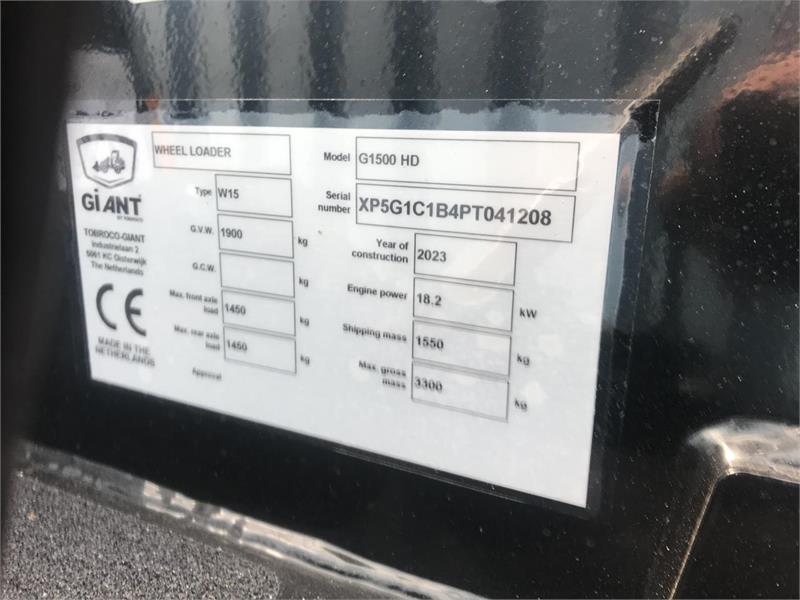 WHEEL LOADER
Model G1500 HD
GiANT
BY TOBROCO
Type W15
Serial number XP5G1C1B4PT041208
TOBROCO-GIANT
Industrielaan 2
5061 KC Oisterwijk
The Netherlands
G.V.W. 1900 kg
Year of construction 2023
G.C.W. kg
Engine power 18.2 kW
Max. front axle load 1450 kg
Shipping mass 1550 kg
CE
Max. rear axle load 1450 kg
Max. gross mass 3300 kg
MADE IN THE
NETHERLANDS
Approval